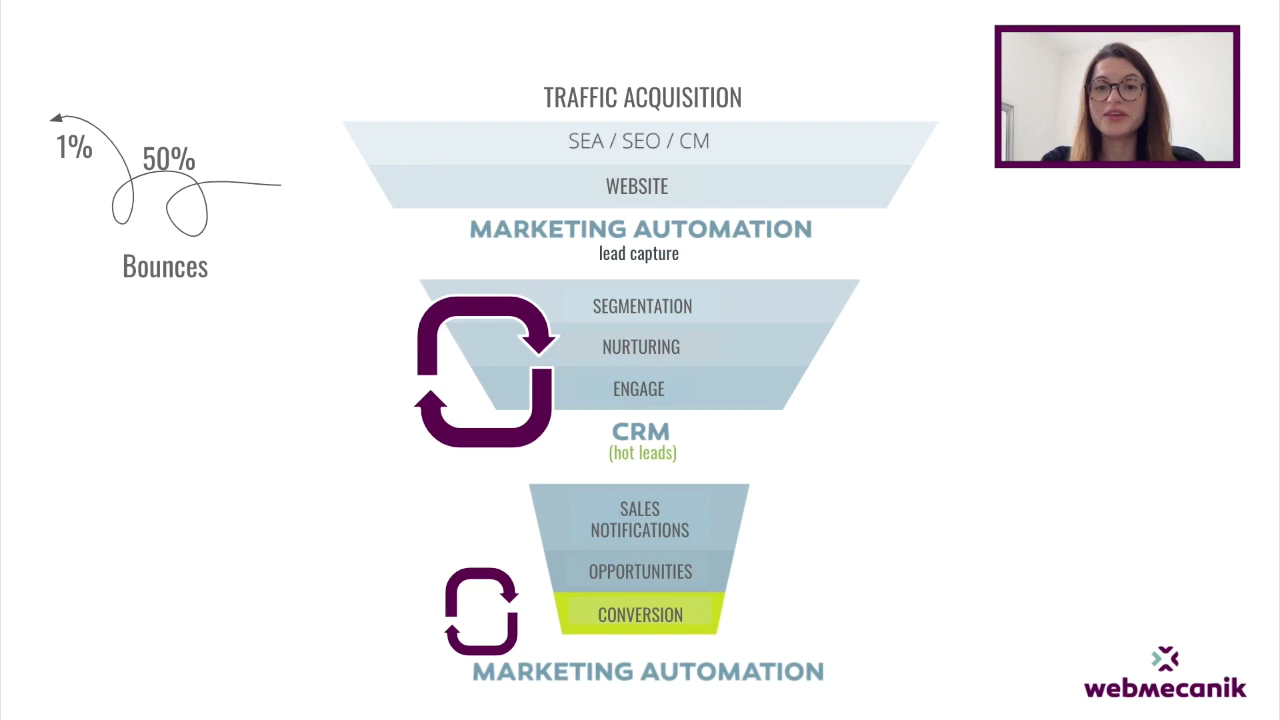 TRAFFIC ACQUISITION
SEA / SEO / CM
WEBSITE
1%
50%
Bounces
MARKETING AUTOMATION
lead capture
SEGMENTATION
NURTURING
ENGAGE
CRM
(hot leads)
SALES
NOTIFICATIONS
OPPORTUNITIES
CONVERSION
MARKETING AUTOMATION
webmecanik